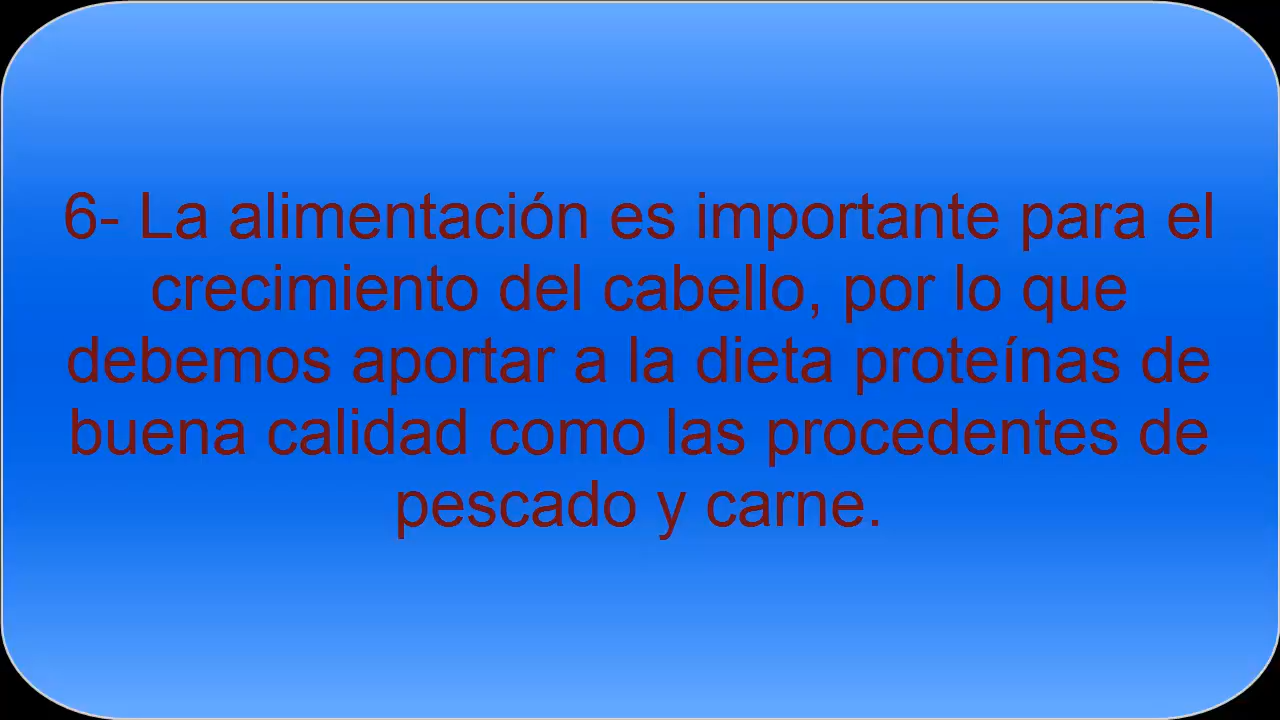 6- La alimentación es importante para el
crecimiento del cabello, por lo que
debemos aportar a la dieta proteínas de
buena calidad como las procedentes de
pescado y carne.